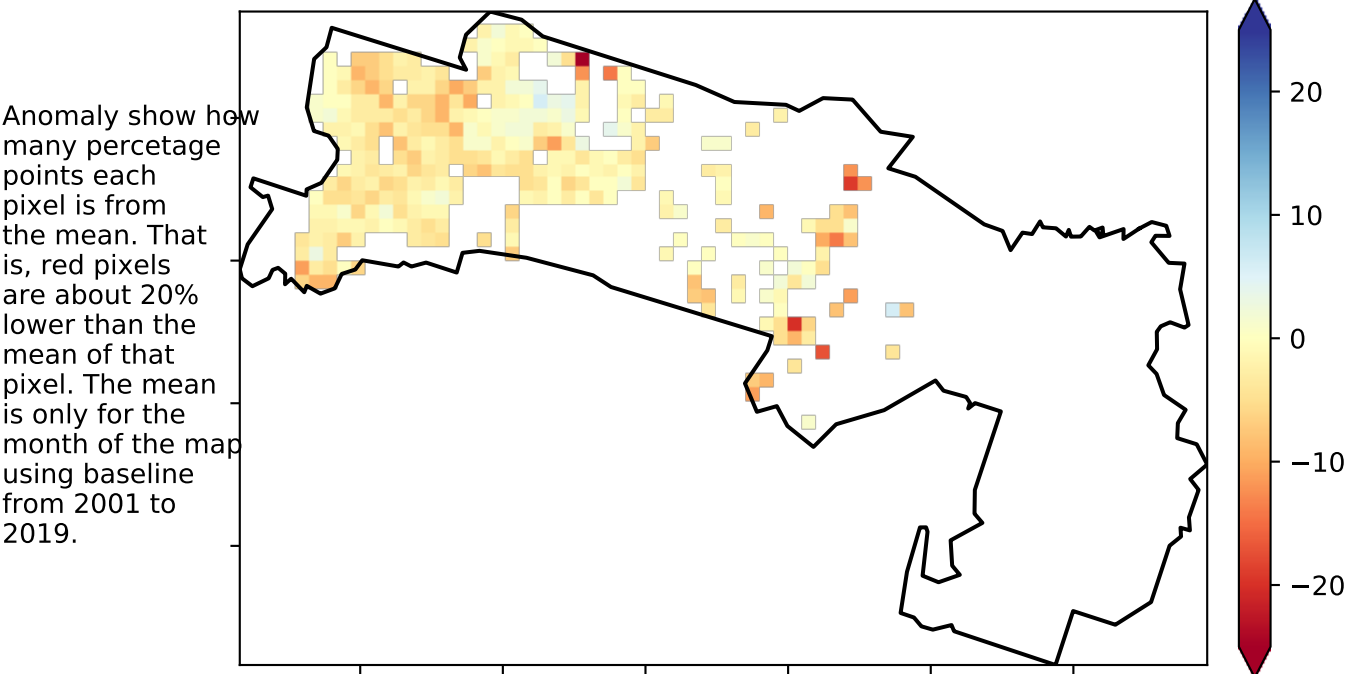 Anomaly show how
many percetage
points each
pixel is from
the mean. That
is, red pixels
are about 20%
lower than the
mean of that
pixel. The mean
is only for the
month of the map
using baseline
from 2001 to
2019.
20
10
0
−10
−20